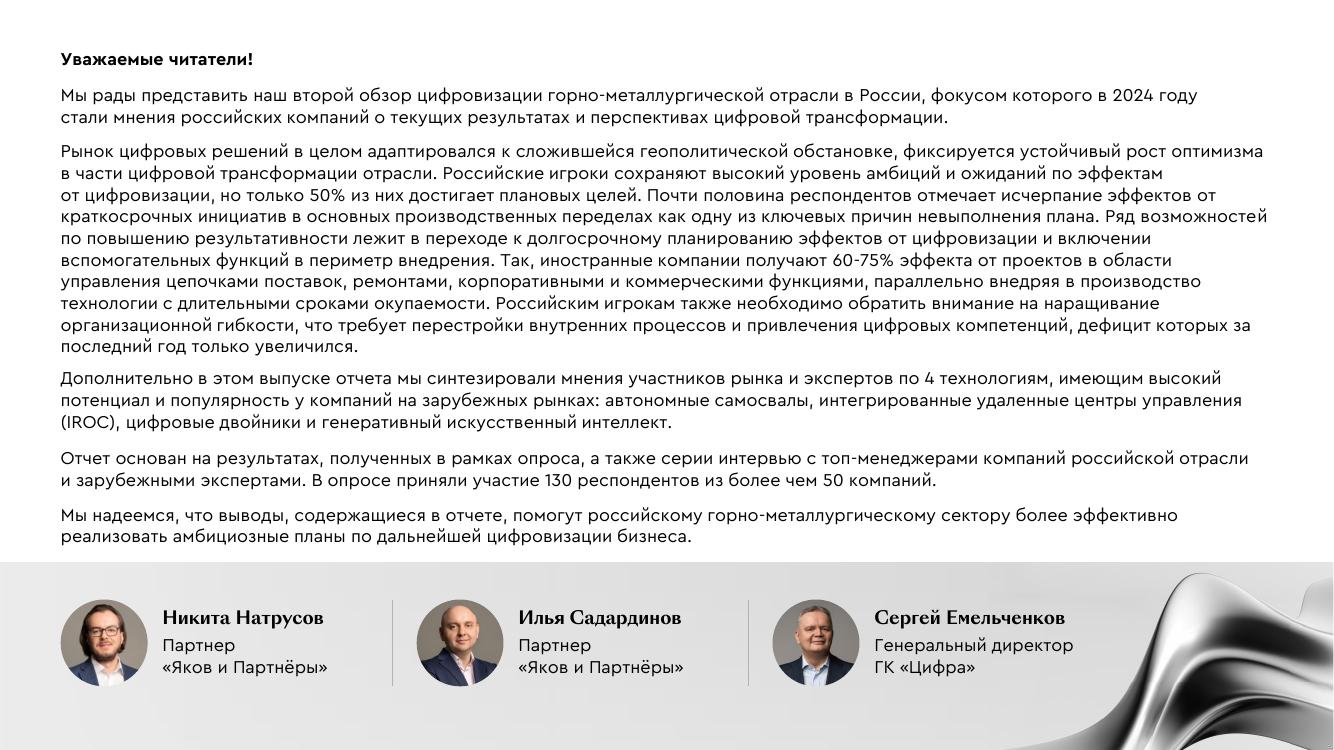 Уважаемые читатели!
Мы рады представить наш второй обзор цифровизации горно-металлургической отрасли в России, фокусом которого в 2024 году
стали мнения российских компаний о текущих результатах и перспективах цифровой трансформации.
Рынок цифровых решений в целом адаптировался к сложившейся геополитической обстановке, фиксируется устойчивый рост оптимизма
в части цифровой трансформации отрасли. Российские игроки сохраняют высокий уровень амбиций и ожиданий по эффектам
от цифровизации, но только 50% из них достигает плановых целей. Почти половина респондентов отмечает исчерпание эффектов от
краткосрочных инициатив в основных производственных переделах как одну из ключевых причин невыполнения плана. Ряд возможностей
по повышению результативности лежит в переходе к долгосрочному планированию эффектов от цифровизации и включении
вспомогательных функций в периметр внедрения. Так, иностранные компании получают 60-75% эффекта от проектов в области
управления цепочками поставок, ремонтами, корпоративными и коммерческими функциями, параллельно внедряя в производство
технологии с длительными сроками окупаемости. Российским игрокам также необходимо обратить внимание на наращивание
организационной гибкости, что требует перестройки внутренних процессов и привлечения цифровых компетенций, дефицит которых за
последний год только увеличился.
Дополнительно в этом выпуске отчета мы синтезировали мнения участников рынка и экспертов по 4 технологиям, имеющим высокий
потенциал и популярность у компаний на зарубежных рынках: автономные самосвалы, интегрированные удаленные центры управления
(IROC), цифровые двойники и генеративный искусственный интеллект.
Отчет основан на результатах, полученных в рамках опроса, а также серии интервью с топ-менеджерами компаний российской отрасли
и зарубежными экспертами. В опросе приняли участие 130 респондентов из более чем 50 компаний.
Мы надеемся, что выводы, содержащиеся в отчете, помогут российскому горно-металлургическому сектору более эффективно
реализовать амбициозные планы по дальнейшей цифровизации бизнеса.
Никита Натрусов
Партнер
«Яков и Партнёры»
Илья Садардинов
Партнер
«Яков и Партнёры»
Сергей Емельченков
Генеральный директор
ГК «Цифра»